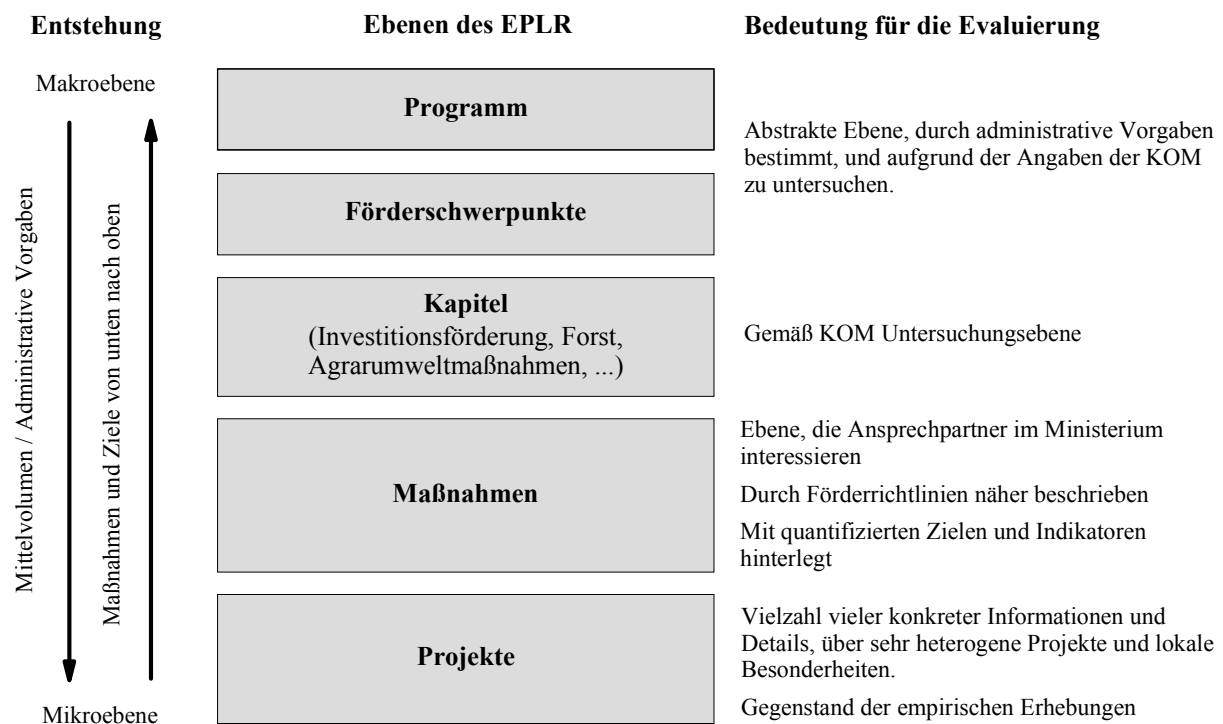 Entstehung
Ebenen des EPLR
Bedeutung für die Evaluierung
Makroebene
Mittelvolumen / Administrative Vorgaben
Maßnahmen und Ziele von unten nach oben
Mikroebene
Programm
Förderschwerpunkte
Abstrakte Ebene, durch administrative Vorgaben
bestimmt, und aufgrund der Angaben der KOM
zu untersuchen.
Kapitel
(Investitionsförderung, Forst,
Agrarumweltmaßnahmen, ...)
Gemäß KOM Untersuchungsebene
Maßnahmen
Ebene, die Ansprechpartner im Ministerium
interessieren
Durch Förderrichtlinien näher beschrieben
Mit quantifizierten Zielen und Indikatoren
hinterlegt
Projekte
Vielzahl vieler konkreter Informationen und
Details, über sehr heterogene Projekte und lokale
Besonderheiten.
Gegenstand der empirischen Erhebungen